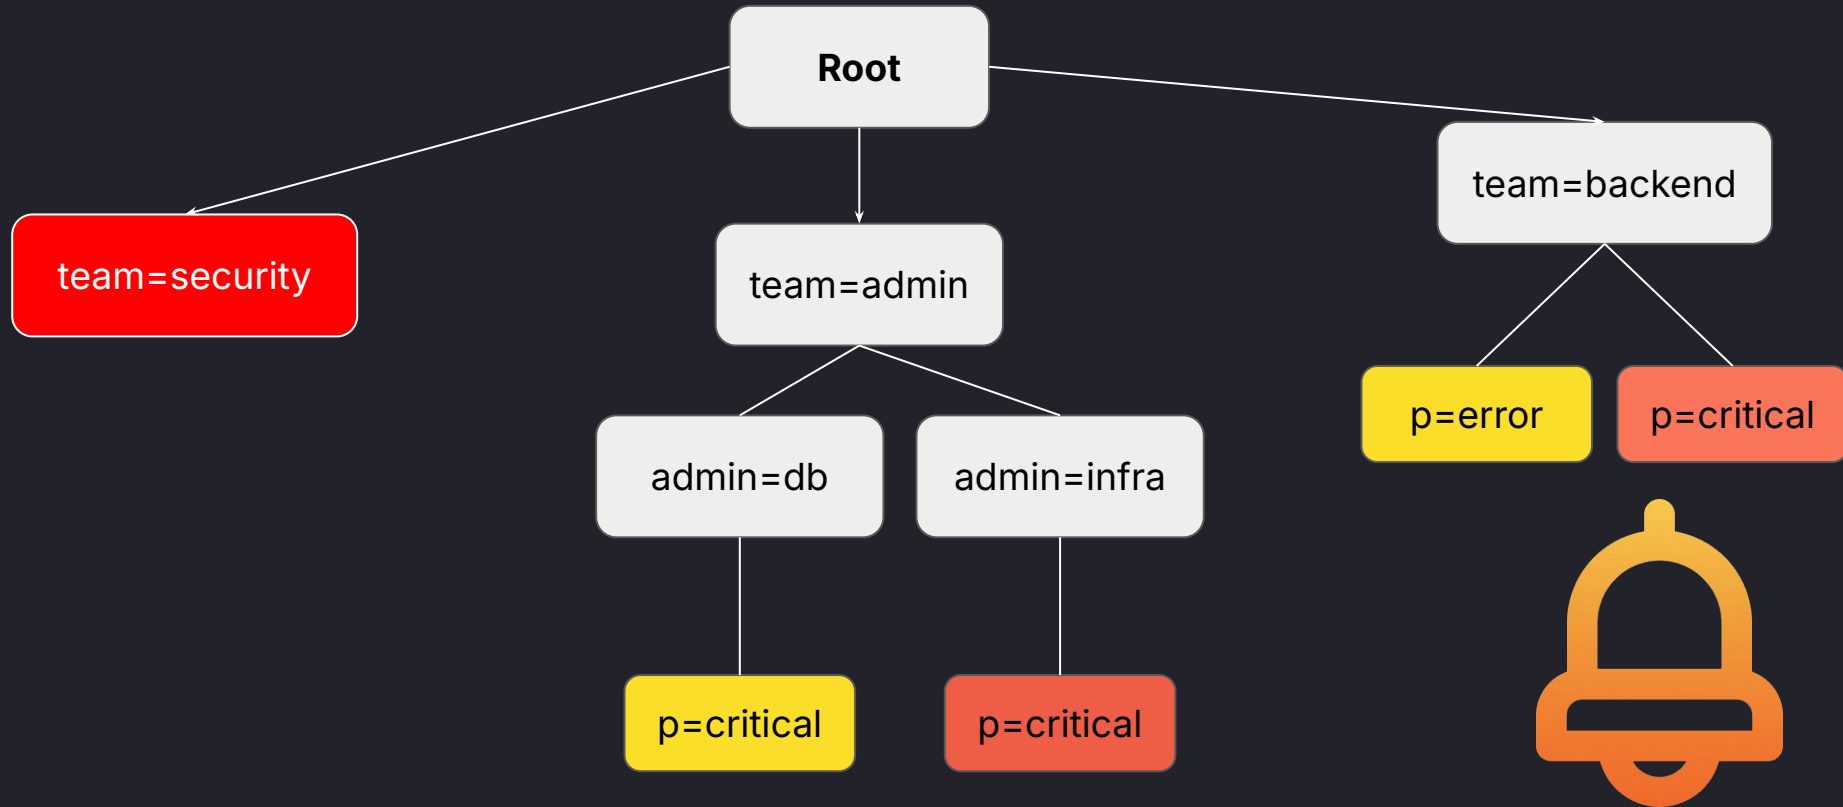 Root
team=backend
team=security
team=admin
p=error
p=critical
admin=db
admin=infra
p=critical
p=critical